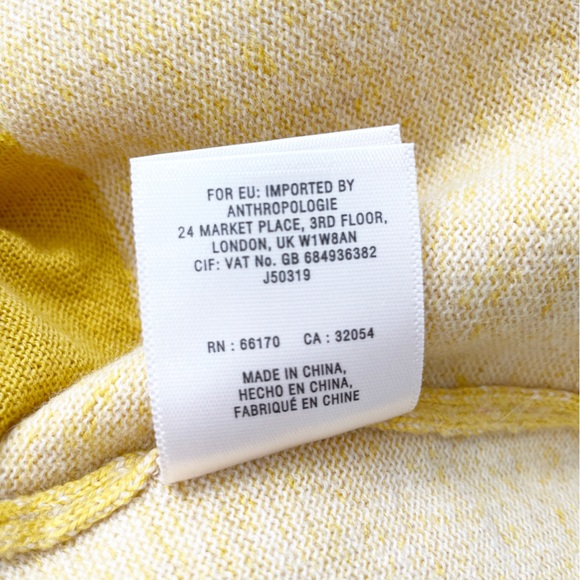 FOR EU: IMPORTED BY
ANTHROPOLOGIE
24 MARKET PLACE, 3RD FLOOR,
LONDON, UK W1W8AN
CIF: VAT No. GB 684936382
J50319
RN : 66170 CA : 32054
MADE IN CHINA,
HECHO EN CHINA,
FABRIQUÉ EN CHINE